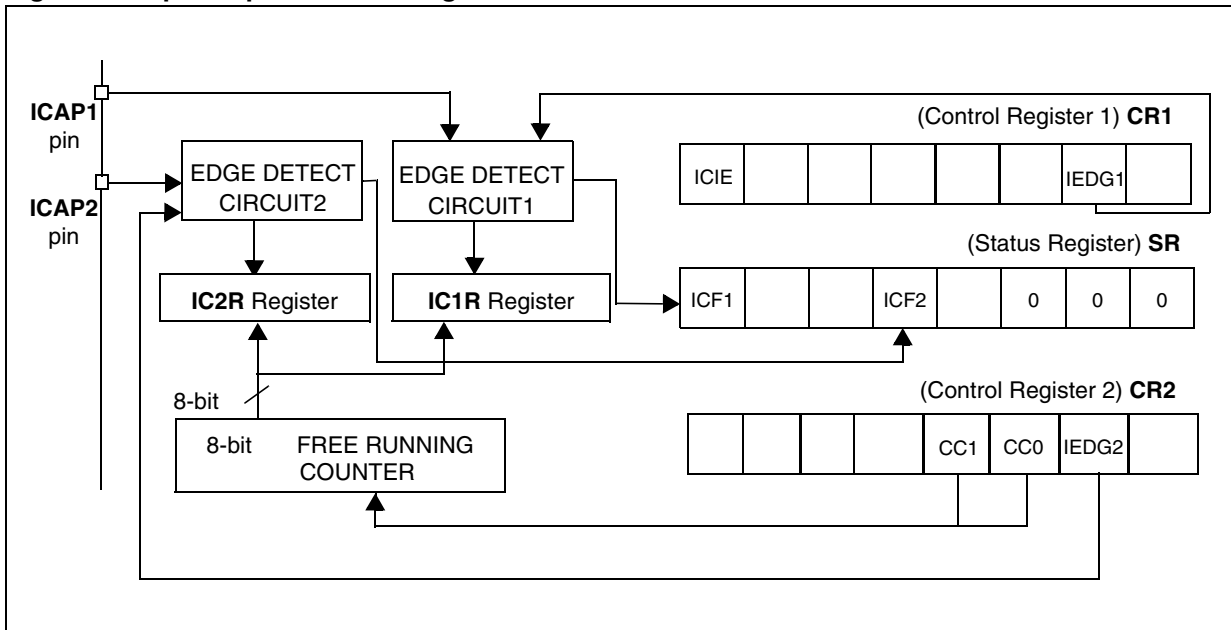 ICAP1
pin
ICAP2
pin
EDGE DETECT
CIRCUIT2
EDGE DETECT
CIRCUIT1
IC2R Register
IC1R Register
8-bit
8-bit FREE RUNNING
COUNTER
(Control Register 1) CR1
ICIE IEDG1
(Status Register) SR
ICF1 ICF2 0 0 0
(Control Register 2) CR2
CC1 CC0 IEDG2